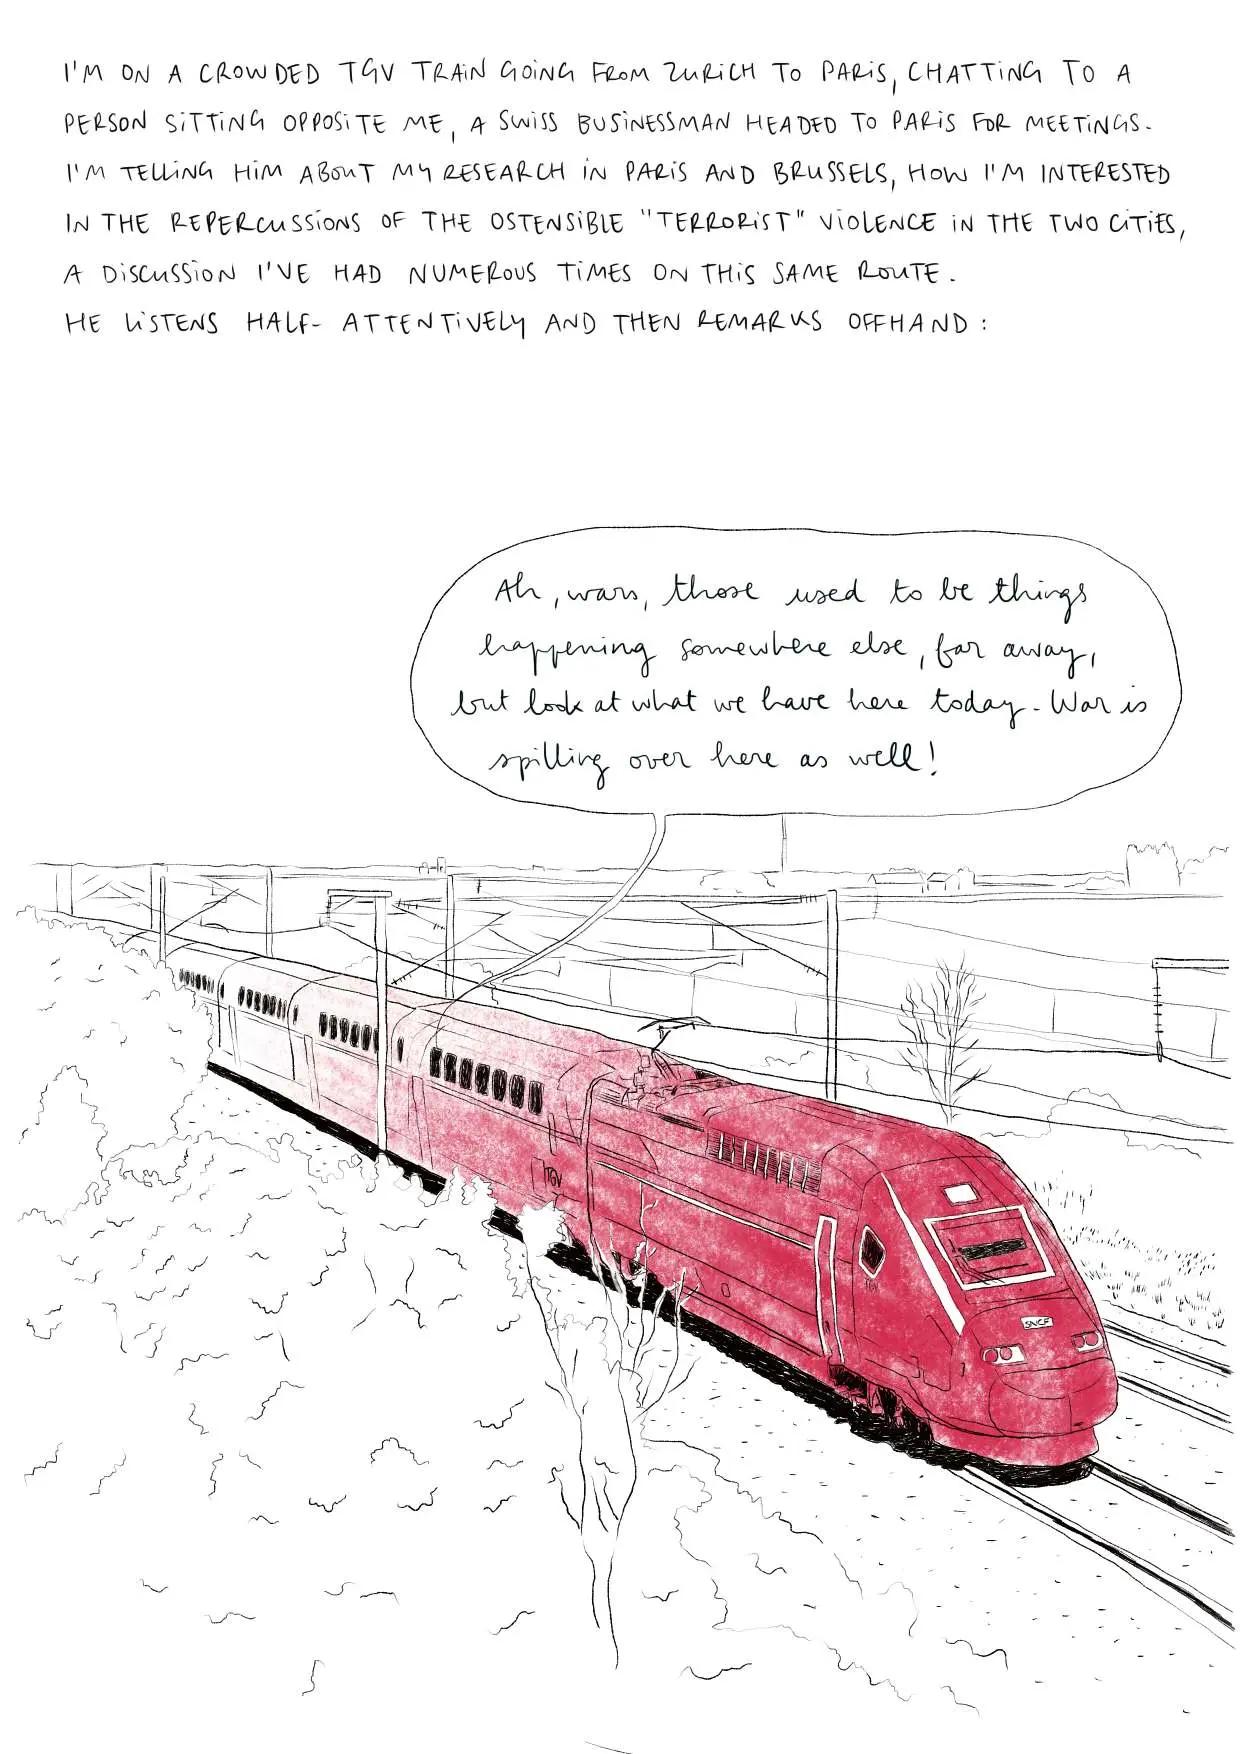 I'M ON A CROWDED TGV TRAIN GOING FROM ZURICH TO PARIS, CHATTING TO A
PERSON SITTING OPPOSITE ME, A SWISS BUSINESSMAN HEADED TO PARIS FOR MEETINGS.
I'M TELLING HIM ABOUT MY RESEARCH IN PARIS AND BRUSSELS, HOW I'M INTERESTED
IN THE REPERCUSSIONS OF THE OSTENSIBLE "TERRORIST" VIOLENCE IN THE TWO CITIES,
A DISCUSSION I'VE HAD NUMEROUS TIMES ON THIS SAME ROUTE.
HE LISTENS HALF-ATTENTIVELY AND THEN REMARKS OFFHAND:
Ah, wars, those used to be things
happening somewhere else, far away,
but look at what we have here today. War is
spilling over here as well!
TGV
SNCF